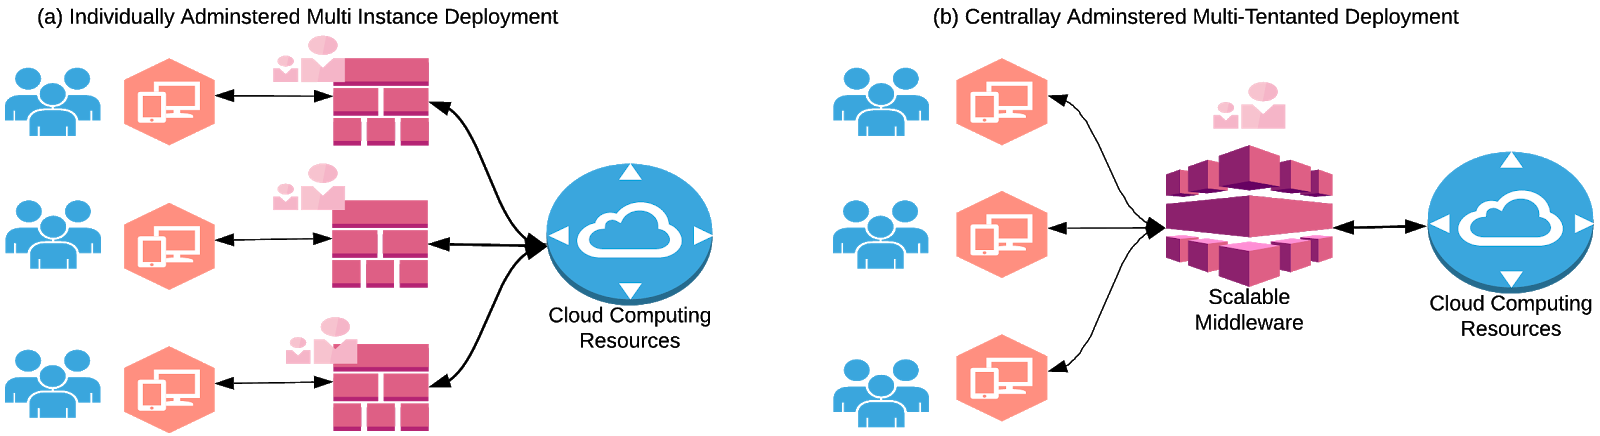 (a) Individually Adminstered Multi Instance Deployment
(b) Centrallay Adminstered Multi-Tentanted Deployment
Cloud Computing
Resources
Scalable
Middleware
Cloud Computing
Resources